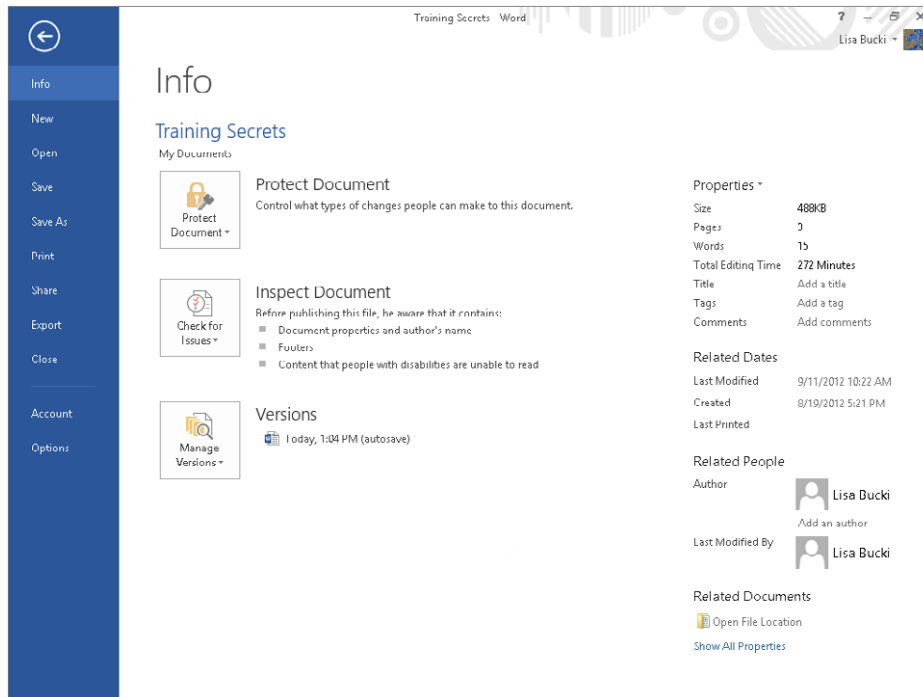 Training Secrets Word
?
Lisa Bucki
Info
New
Open
Save
Save As
Print
Share
Export
Close
Account
Options
Info
Training Secrets
My Documents
Protect Document
Protect Document
Control what types of changes people can make to this document.
Check for Issues
Inspect Document
Before publishing this file, be aware that it contains:
Document properties and author's name
Footers
Content that people with disabilities are unable to read
Manage Versions
Versions
Today, 1:04 PM (autosave)
Properties
Size 488KB
Pages
Words 15
Total Editing Time 272 Minutes
Title Add a title
Tags Add a tag
Comments Add comments
Related Dates
Last Modified 9/11/2012 10:22 AM
Created 8/19/2012 5:21 PM
Last Printed
Related People
Author Lisa Bucki
Add an author
Last Modified By Lisa Bucki
Related Documents
Open File Location
Show All Properties